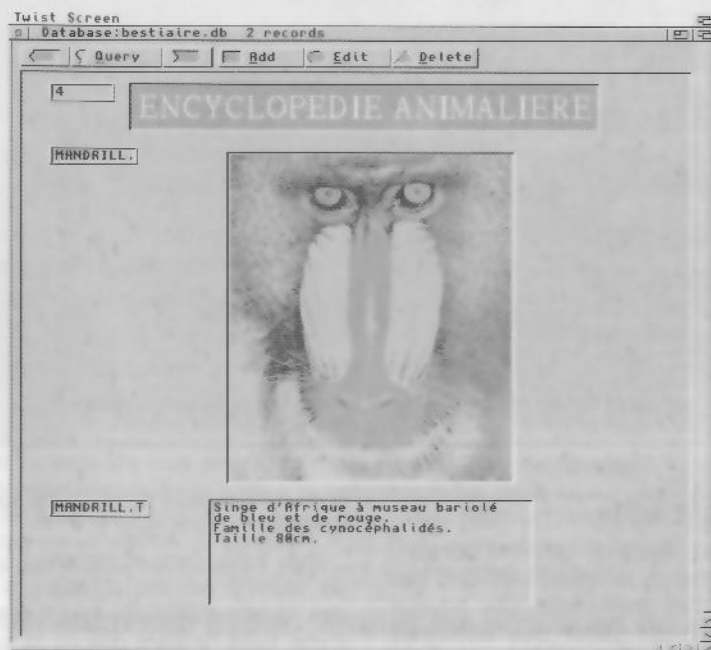 Twist Screen
Database:bestiaire.db 2 records
Query Add Edit Delete
4
ENCYCLOPEDIE ANIMALIERE
MANDRILL.
MANDRILL.T
Singe d'Afrique à museau bariolé
de bleu et de rouge.
Famille des cynocéphalidés.
Taille 80cm.